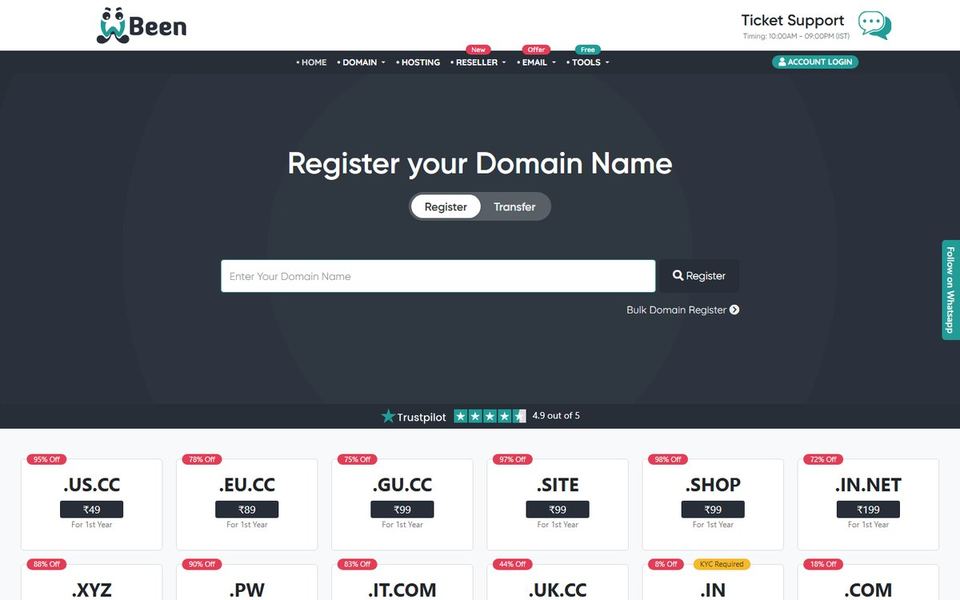 Been
Ticket Support
Timing: 10:00AM - 09:00PM (IST)
New
Offer
Free
• HOME
• DOMAIN
• HOSTING
• RESELLER
• EMAIL
• TOOLS
ACCOUNT LOGIN
Register your Domain Name
Register
Transfer
Enter Your Domain Name
Register
Bulk Domain Register
Follow on Whatsapp
Trustpilot
4.9 out of 5
95% Off
.US.CC
₹49
For 1st Year
78% Off
.EU.CC
₹89
For 1st Year
75% Off
.GU.CC
₹99
For 1st Year
97% Off
.SITE
₹99
For 1st Year
98% Off
.SHOP
₹99
For 1st Year
72% Off
.IN.NET
₹199
For 1st Year
88% Off
.XYZ
90% Off
.PW
83% Off
.IT.COM
44% Off
.UK.CC
8% Off
KYC Required
.IN
18% Off
.COM